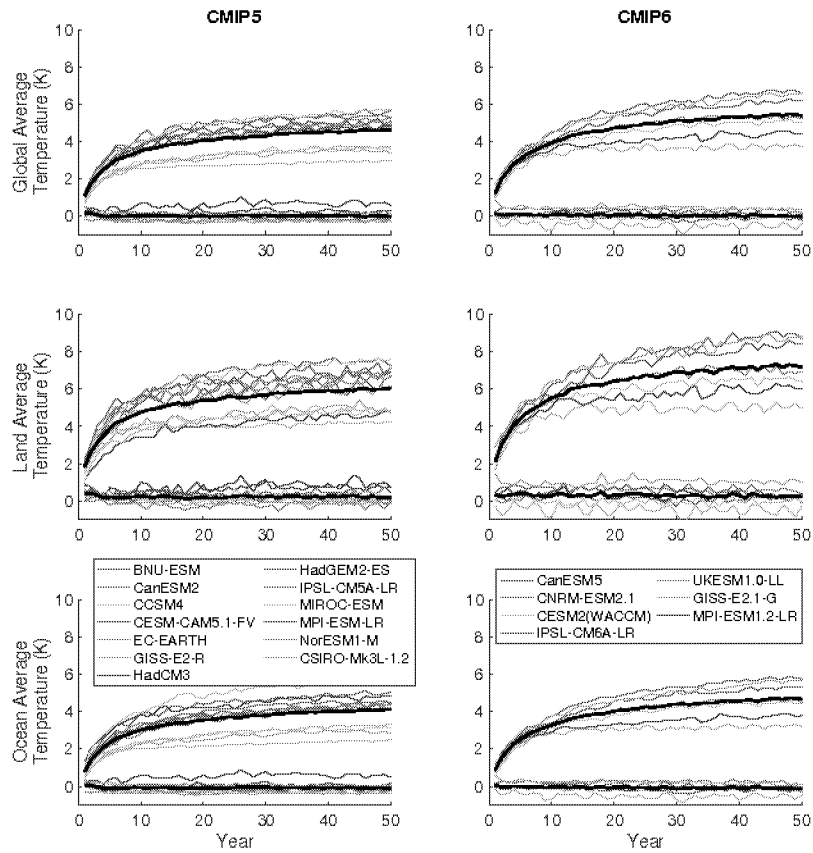 CMIP5
CMIP6
Global Average
Temperature (K)
10
8
6
4
2
0
10
20
30
40
50
10
8
6
4
2
0
0
10
20
30
40
50
Land Average
Temperature (K)
10
8
6
4
2
0
0
10
20
30
40
50
10
8
6
4
2
0
0
10
20
30
40
50
BNU-ESM
CanESM2
CCSM4
CESM-CAM5.1-FV
EC-EARTH
GISS-E2-R
HadCM3
HadGEM2-ES
IPSL-CM5A-LR
MIROC-ESM
MPI-ESM-LR
NorESM1-M
CSIRO-Mk3L-1.2
CanESM5
CNRM-ESM2.1
CESM2(WACCM)
IPSL-CM6A-LR
UKESM1.0-LL
GISS-E2.1-G
MPI-ESM1.2-LR
Ocean Average
Temperature (K)
6
4
2
0
0
10
20
30
40
50
Year
6
4
2
0
0
10
20
30
40
50
Year